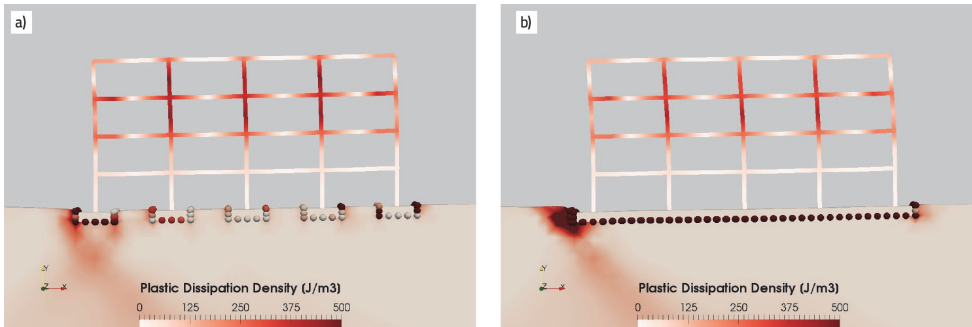 a)
Y
Z X
Plastic Dissipation Density (J/m3)
0 125 250 375 500
b)
Y
Z X
Plastic Dissipation Density (J/m3)
0 125 250 375 500